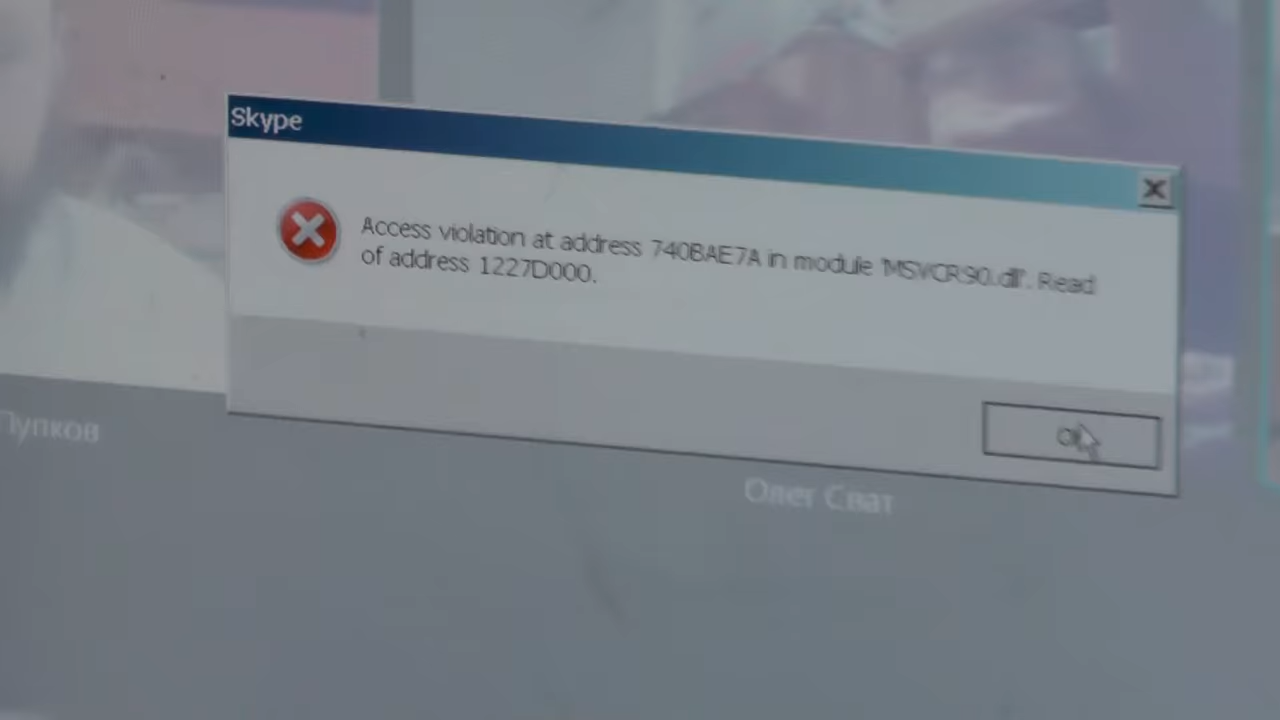 Skype
Access violation at address 740BAE7A in module 'MSVCR90.dll'. Read
of address 1227D000.
Пупков
Олег Сват